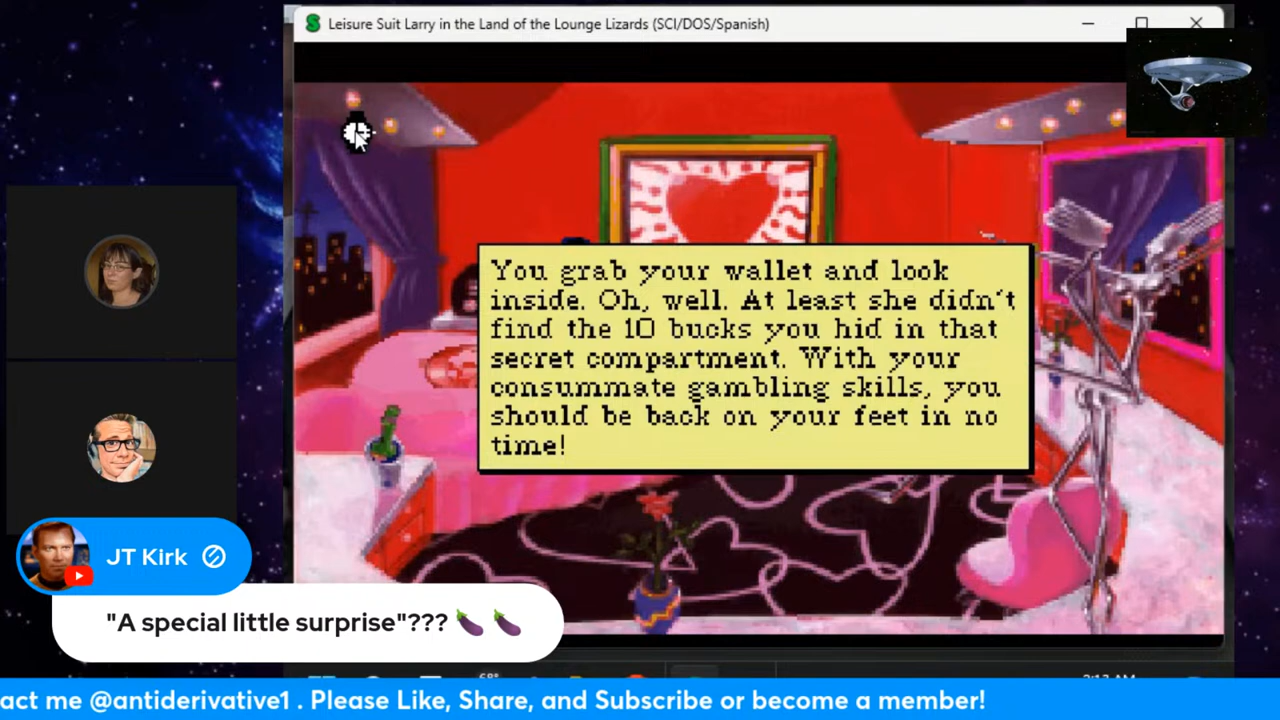 Leisure Suit Larry in the Land of the Lounge Lizards (SCI/DOS/Spanish)
You grab your wallet and look
inside. Oh, well. At least she didn't
find the 10 bucks you hid in that
secret compartment. With your
consummate gambling skills, you
should be back on your feet in no
time!
JT Kirk
"A special little surprise"??? 🍆 🍆
act me @antiderivative1 . Please Like, Share, and Subscribe or become a member!